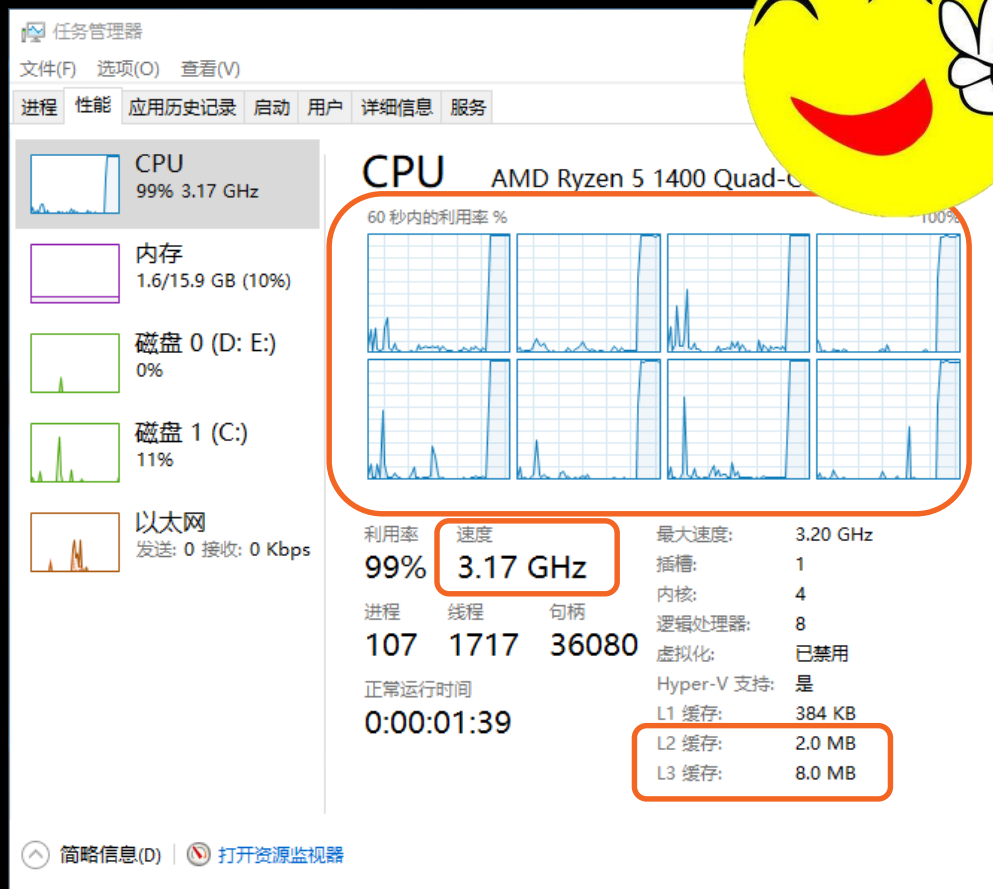 任务管理器
文件(F) 选项(O) 查看(V)
进程 性能 应用历史记录 启动 用户 详细信息 服务
CPU
99% 3.17 GHz
内存
1.6/15.9 GB (10%)
磁盘 0 (D: E:)
0%
磁盘 1 (C:)
11%
以太网
发送: 0 接收: 0 Kbps
CPU AMD Ryzen 5 1400 Quad-C
60 秒内的利用率 % 100%
利用率 速度
99% 3.17 GHz
进程 线程 句柄
107 1717 36080
正常运行时间
0:00:01:39
最大速度: 3.20 GHz
插槽: 1
内核: 4
逻辑处理器: 8
虚拟化: 已禁用
Hyper-V 支持: 是
L1 缓存: 384 KB
L2 缓存: 2.0 MB
L3 缓存: 8.0 MB
简略信息(D) 打开资源监视器